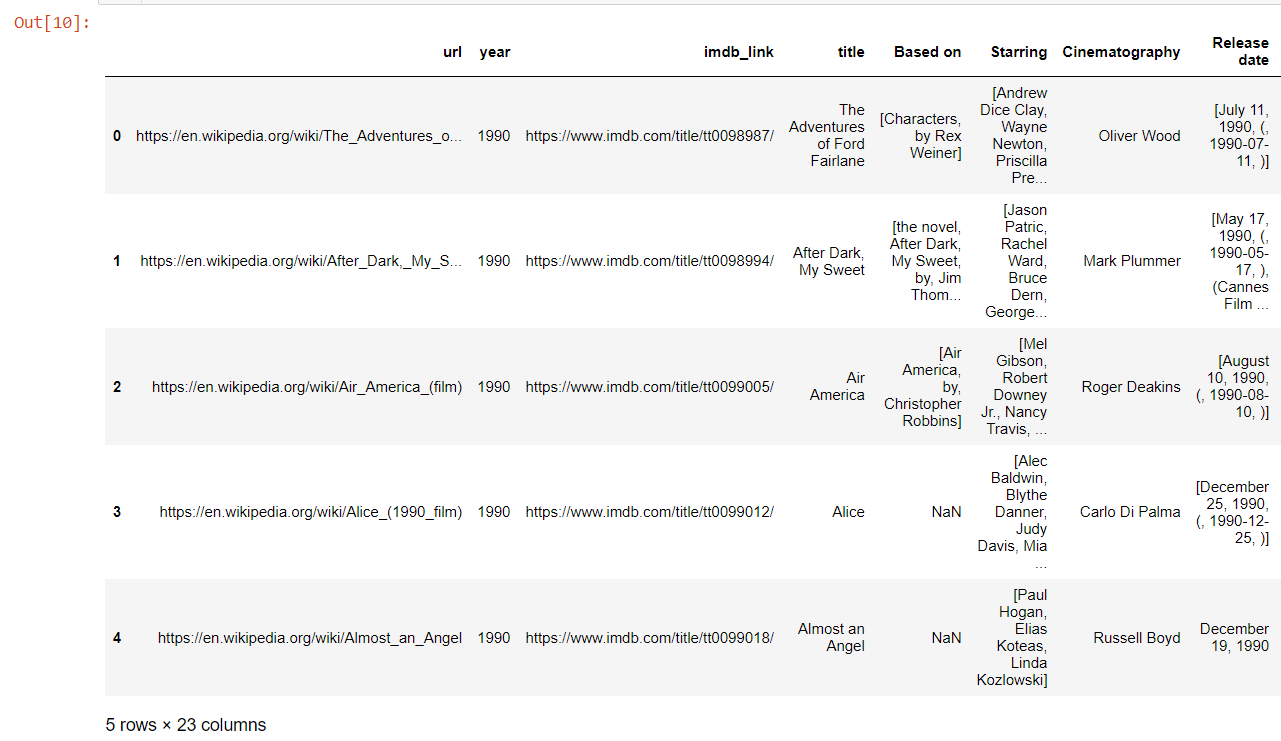 Out[10]:
url year imdb_link title Based on Starring Cinematography Release date
0 https://en.wikipedia.org/wiki/The_Adventures_o... 1990 https://www.imdb.com/title/tt0098987/ The Adventures of Ford Fairlane [Characters, by Rex Weiner] [Andrew Dice Clay, Wayne Newton, Priscilla Pre... Oliver Wood [July 11, 1990, (, 1990-07-11, )]
1 https://en.wikipedia.org/wiki/After_Dark,_My_S... 1990 https://www.imdb.com/title/tt0098994/ After Dark, My Sweet [the novel, After Dark, My Sweet, by, Jim Thom... [Jason Patric, Rachel Ward, Bruce Dern, George... Mark Plummer [May 17, 1990, (, 1990-05-17, ), (Cannes Film ...
2 https://en.wikipedia.org/wiki/Air_America_(film) 1990 https://www.imdb.com/title/tt0099005/ Air America [Air America, by, Christopher Robbins] [Mel Gibson, Robert Downey Jr., Nancy Travis, ... Roger Deakins [August 10, 1990, (, 1990-08-10, )]
3 https://en.wikipedia.org/wiki/Alice_(1990_film) 1990 https://www.imdb.com/title/tt0099012/ Alice NaN [Alec Baldwin, Blythe Danner, Judy Davis, Mia ... Carlo Di Palma [December 25, 1990, (, 1990-12-25, )]
4 https://en.wikipedia.org/wiki/Almost_an_Angel 1990 https://www.imdb.com/title/tt0099018/ Almost an Angel NaN [Paul Hogan, Elias Koteas, Linda Kozlowski] Russell Boyd December 19, 1990
5 rows × 23 columns